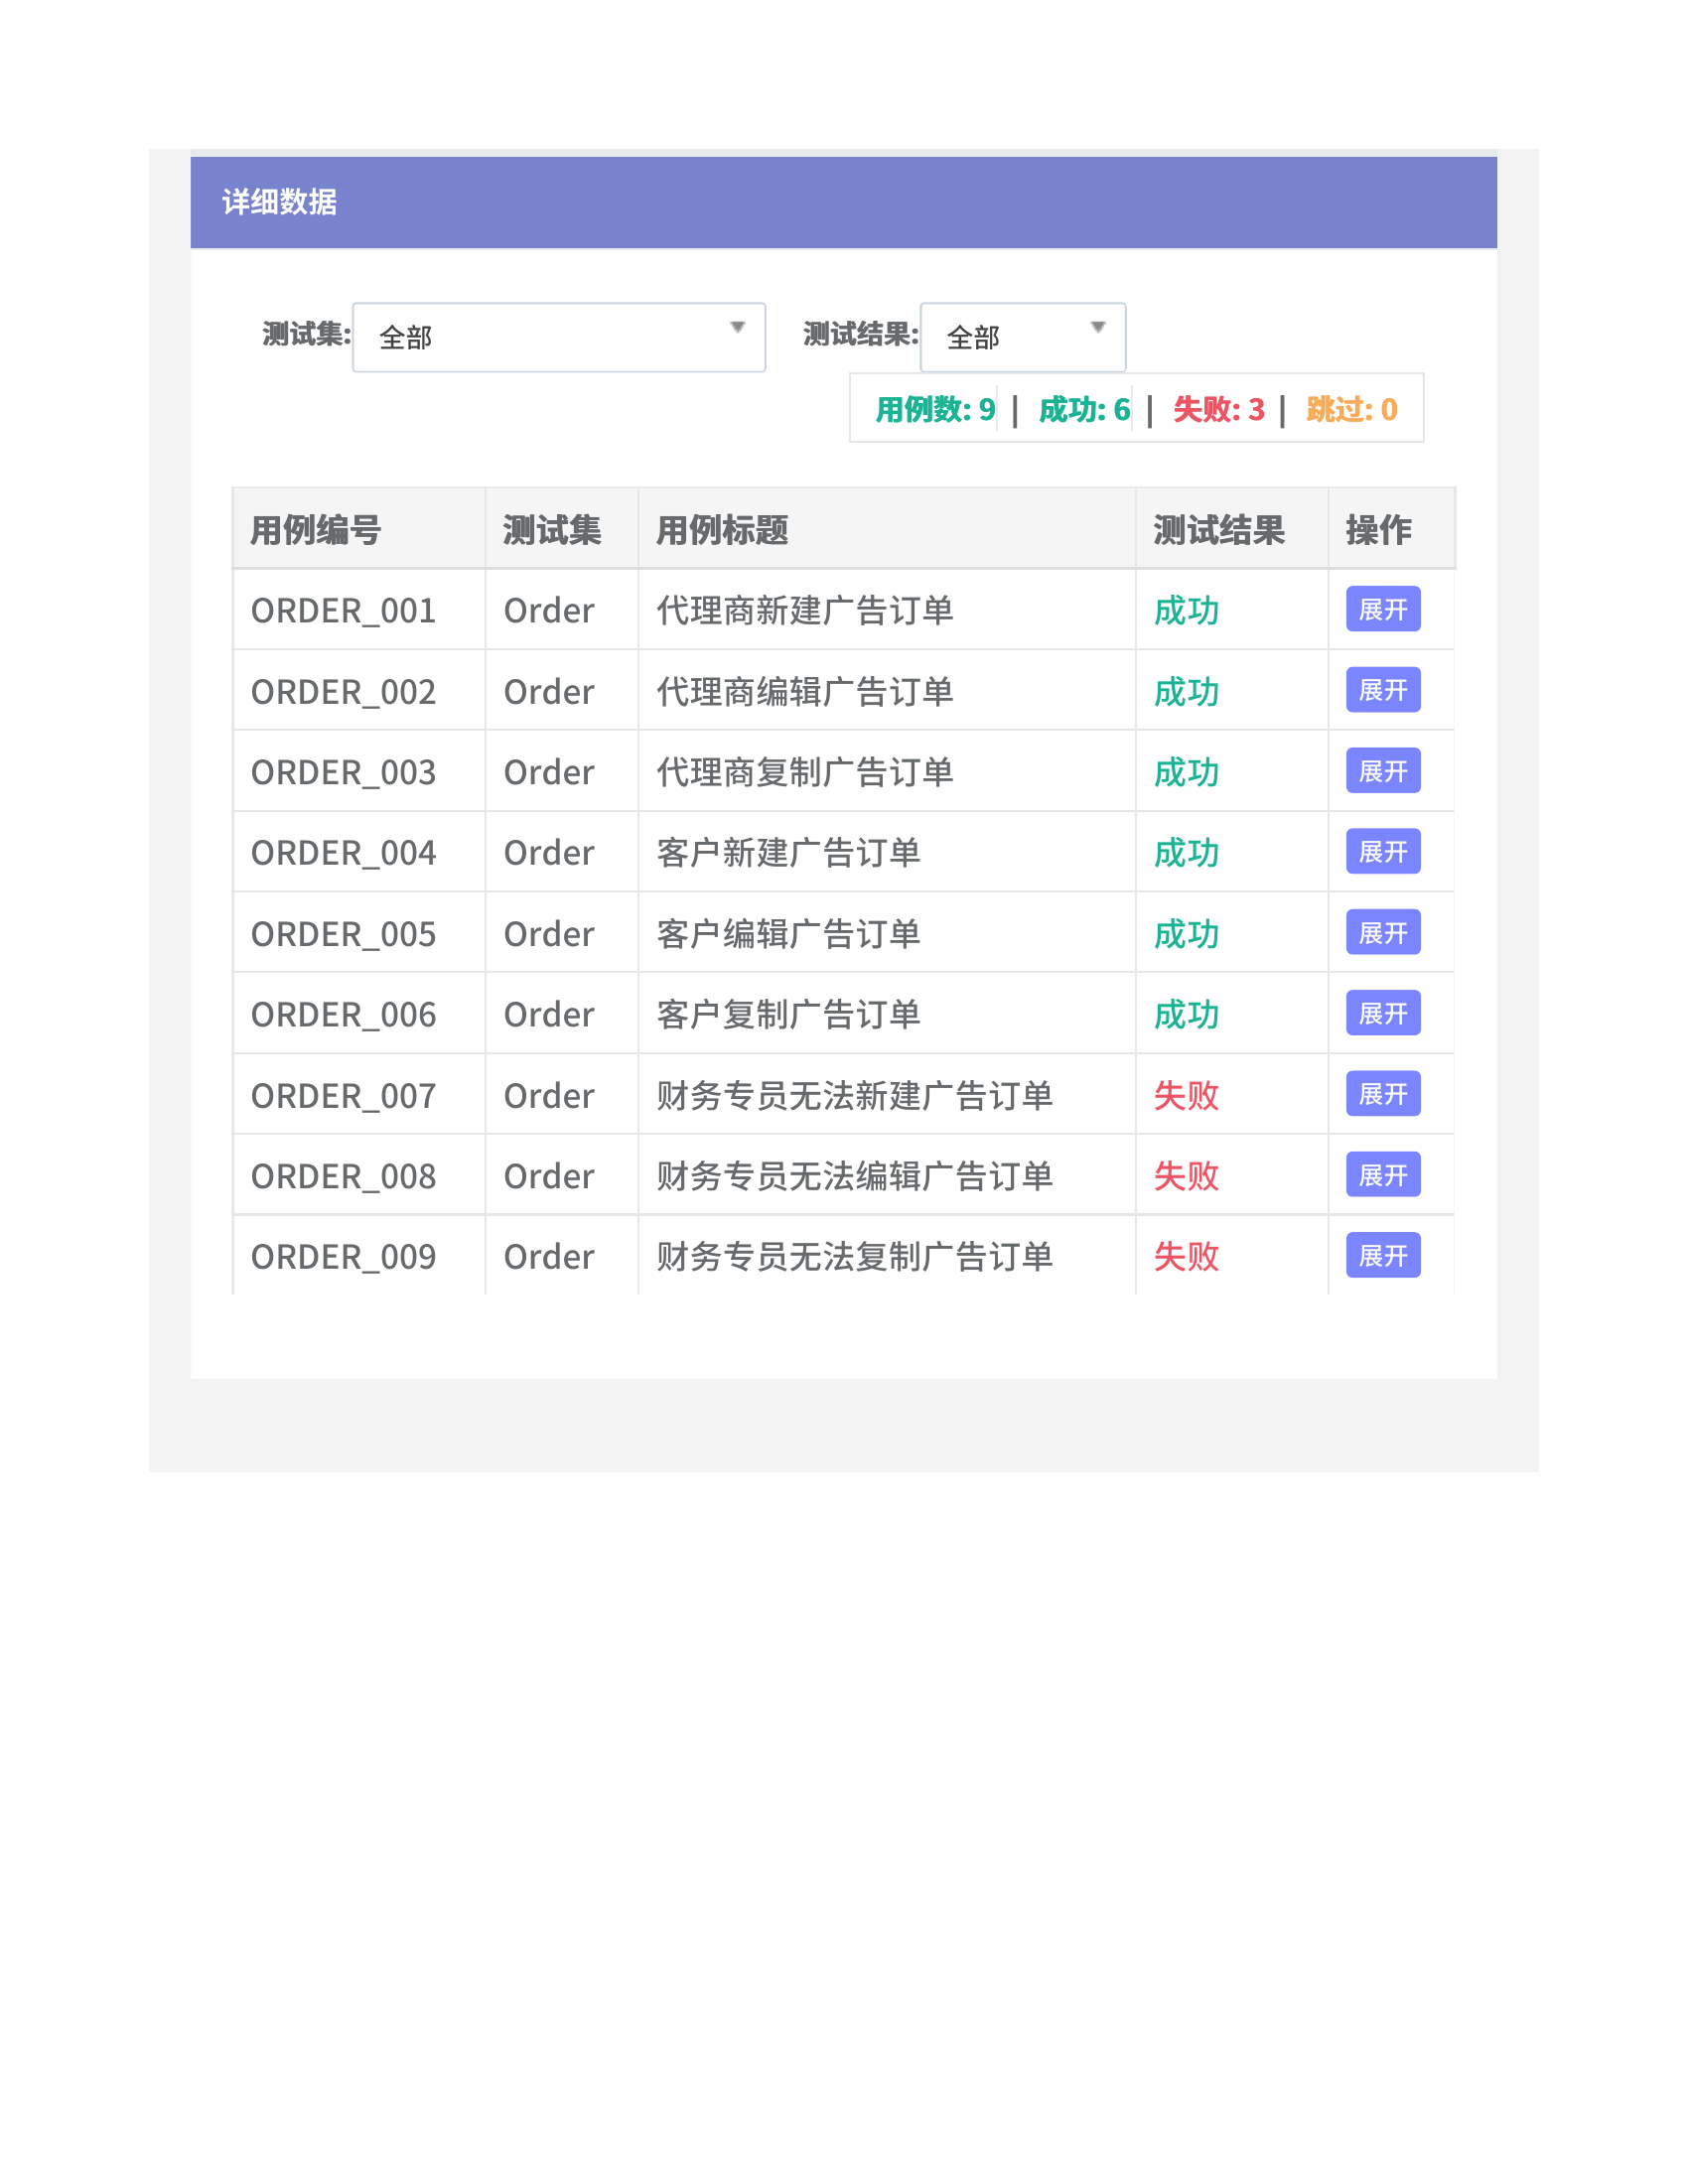 详细数据
测试集: 全部 测试结果: 全部
用例数: 9 | 成功: 6 | 失败: 3 | 跳过: 0
用例编号 测试集 用例标题 测试结果 操作
ORDER_001 Order 代理商新建广告订单 成功 展开
ORDER_002 Order 代理商编辑广告订单 成功 展开
ORDER_003 Order 代理商复制广告订单 成功 展开
ORDER_004 Order 客户新建广告订单 成功 展开
ORDER_005 Order 客户编辑广告订单 成功 展开
ORDER_006 Order 客户复制广告订单 成功 展开
ORDER_007 Order 财务专员无法新建广告订单 失败 展开
ORDER_008 Order 财务专员无法编辑广告订单 失败 展开
ORDER_009 Order 财务专员无法复制广告订单 失败 展开